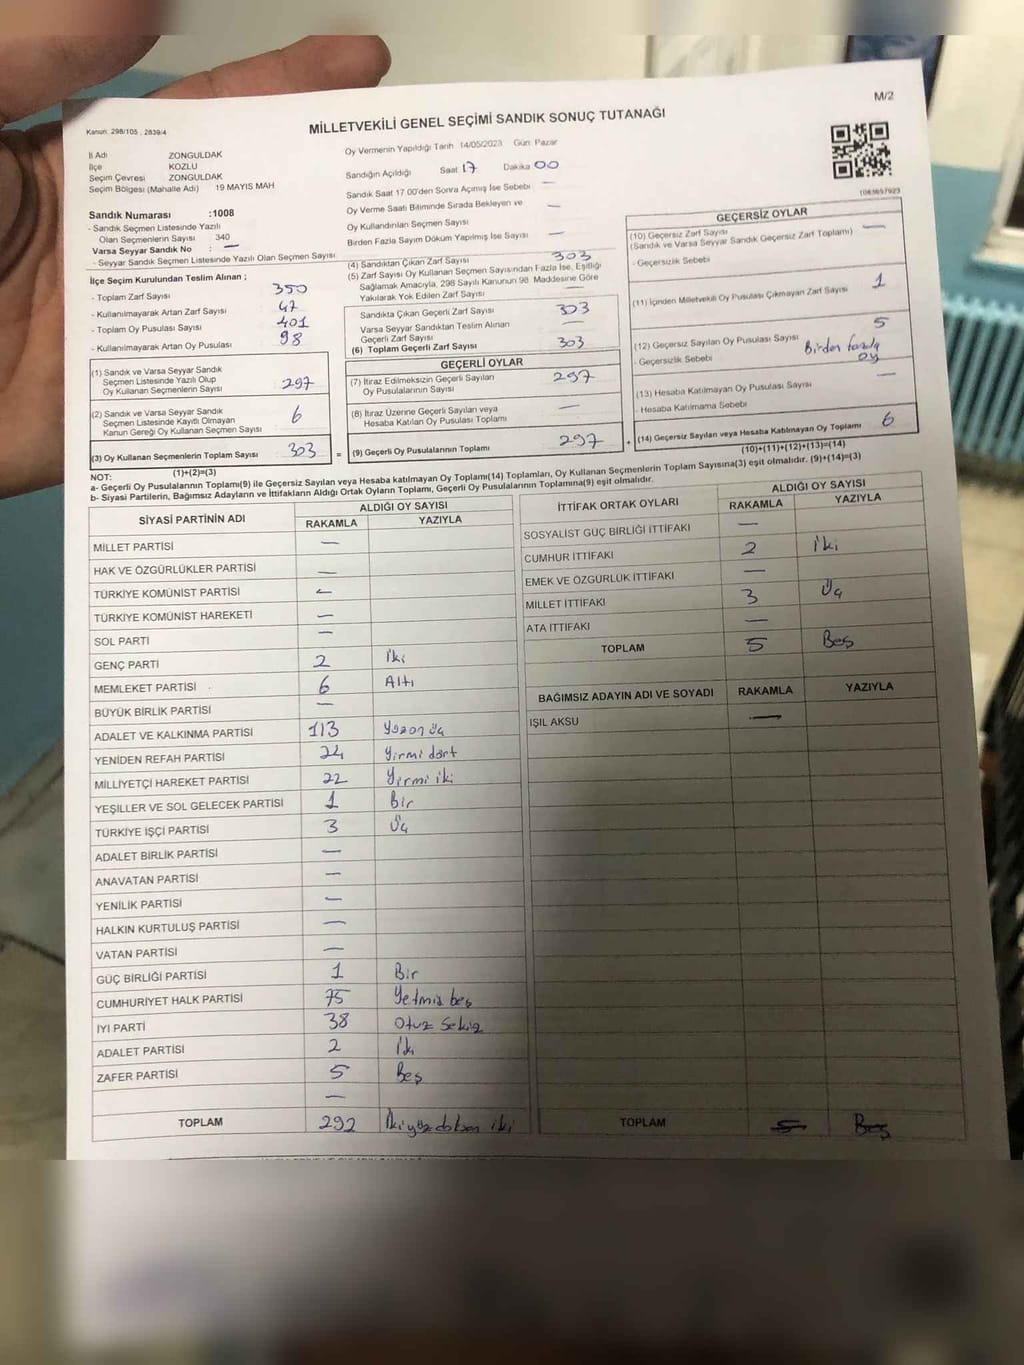 M/2
Kanun: 298/105 , 2839/4
MİLLETVEKİLİ GENEL SEÇİMİ SANDIK SONUÇ TUTANAĞI
İl Adı ZONGULDAK
İlçe KOZLU
Seçim Çevresi ZONGULDAK
Seçim Bölgesi (Mahalle Adı) 19 MAYIS MAH
Sandık Numarası :1008
- Sandık Seçmen Listesinde Yazılı
Olan Seçmenlerin Sayısı 340
Varsa Seyyar Sandık No : —
- Seyyar Sandık Seçmen Listesinde Yazılı Olan Seçmen Sayısı
İlçe Seçim Kurulundan Teslim Alınan ;
- Toplam Zarf Sayısı 350
- Kullanılmayarak Artan Zarf Sayısı 47
- Toplam Oy Pusulası Sayısı 401
- Kullanılmayarak Artan Oy Pusulası 98
(1) Sandık ve Varsa Seyyar Sandık
Seçmen Listesinde Yazılı Olup
Oy Kullanan Seçmenlerin Sayısı 297
(2) Sandık ve Varsa Seyyar Sandık
Seçmen Listesinde Kayıtlı Olmayan
Kanun Gereği Oy Kullanan Seçmen Sayısı 6
(3) Oy Kullanan Seçmenlerin Toplam Sayısı 303 =
(1)+(2)=(3)
Oy Vermenin Yapıldığı Tarih 14/05/2023 Gün: Pazar
Sandığın Açıldığı Saat 17 Dakika 00
Sandık Saat 17.00'den Sonra Açımış İse Sebebi —
Oy Verme Saati Bitiminde Sırada Bekleyen ve
Oy Kullandırılan Seçmen Sayısı —
Birden Fazla Sayım Döküm Yapılmış İse Sayısı —
(4) Sandıktan Çıkan Zarf Sayısı 303
(5) Zarf Sayısı Oy Kullanan Seçmen Sayısından Fazla İse, Eşitliği
Sağlamak Amacıyla, 298 Sayılı Kanunun 98. Maddesine Göre
Yakılarak Yok Edilen Zarf Sayısı —
Sandıkta Çıkan Geçerli Zarf Sayısı 303
Varsa Seyyar Sandıktan Teslim Alınan
Geçerli Zarf Sayısı —
(6) Toplam Geçerli Zarf Sayısı 303
GEÇERLİ OYLAR
(7) İtiraz Edilmeksizin Geçerli Sayılan
Oy Pusulalarının Sayısı 297
(8) İtiraz Üzerine Geçerli Sayılan veya
Hesaba Katılan Oy Pusulası Toplamı —
(9) Geçerli Oy Pusulalarının Toplamı 297 +
1083657923
GEÇERSİZ OYLAR
(10) Geçersiz Zarf Sayısı —
(Sandık ve Varsa Seyyar Sandık Geçersiz Zarf Toplamı)
- Geçersizlik Sebebi
(11) İçinden Milletvekili Oy Pusulası Çıkmayan Zarf Sayısı 1
(12) Geçersiz Sayılan Oy Pusulası Sayısı 5
- Geçersizlik Sebebi Birden fazla
oy
(13) Hesaba Katılmayan Oy Pusulası Sayısı —
- Hesaba Katılmama Sebebi
(14) Geçersiz Sayılan veya Hesaba Katılmayan Oy Toplamı 6
(10)+(11)+(12)+(13)=(14)
NOT:
a- Geçerli Oy Pusulalarının Toplamı(9) ile Geçersiz Sayılan veya Hesaba katılmayan Oy Toplamı(14) Toplamları, Oy Kullanan Seçmenlerin Toplam Sayısına(3) eşit olmalıdır. (9)+(14)=(3)
b- Siyasi Partilerin, Bağımsız Adayların ve İttifakların Aldığı Ortak Oyların Toplamı, Geçerli Oy Pusulalarının Toplamına(9) eşit olmalıdır.
SİYASİ PARTİNİN ADI ALDIĞI OY SAYISI
RAKAMLA YAZIYLA
MİLLET PARTİSİ —
HAK VE ÖZGÜRLÜKLER PARTİSİ —
TÜRKİYE KOMÜNİST PARTİSİ —
TÜRKİYE KOMÜNİST HAREKETİ —
SOL PARTİ —
GENÇ PARTİ 2 İki
MEMLEKET PARTİSİ 6 Altı
BÜYÜK BİRLİK PARTİSİ —
ADALET VE KALKINMA PARTİSİ 113 Yüzon üç
YENİDEN REFAH PARTİSİ 24 Yirmi dört
MİLLİYETÇİ HAREKET PARTİSİ 22 Yirmi iki
YEŞİLLER VE SOL GELECEK PARTİSİ 1 Bir
TÜRKİYE İŞÇİ PARTİSİ 3 Üç
ADALET BİRLİK PARTİSİ —
ANAVATAN PARTİSİ —
YENİLİK PARTİSİ —
HALKIN KURTULUŞ PARTİSİ —
VATAN PARTİSİ —
GÜÇ BİRLİĞİ PARTİSİ 1 Bir
CUMHURİYET HALK PARTİSİ 75 Yetmiş beş
İYİ PARTİ 38 Otuz Sekiz
ADALET PARTİSİ 2 İki
ZAFER PARTİSİ 5 Beş
—
TOPLAM 292 İkiyüz doksan iki
İTTİFAK ORTAK OYLARI ALDIĞI OY SAYISI
RAKAMLA YAZIYLA
SOSYALİST GÜÇ BİRLİĞİ İTTİFAKI —
CUMHUR İTTİFAKI 2 İki
EMEK VE ÖZGÜRLÜK İTTİFAKI —
MİLLET İTTİFAKI 3 Üç
ATA İTTİFAKI —
TOPLAM 5 Beş
BAĞIMSIZ ADAYIN ADI VE SOYADI RAKAMLA YAZIYLA
IŞIL AKSU —
TOPLAM 5 Beş